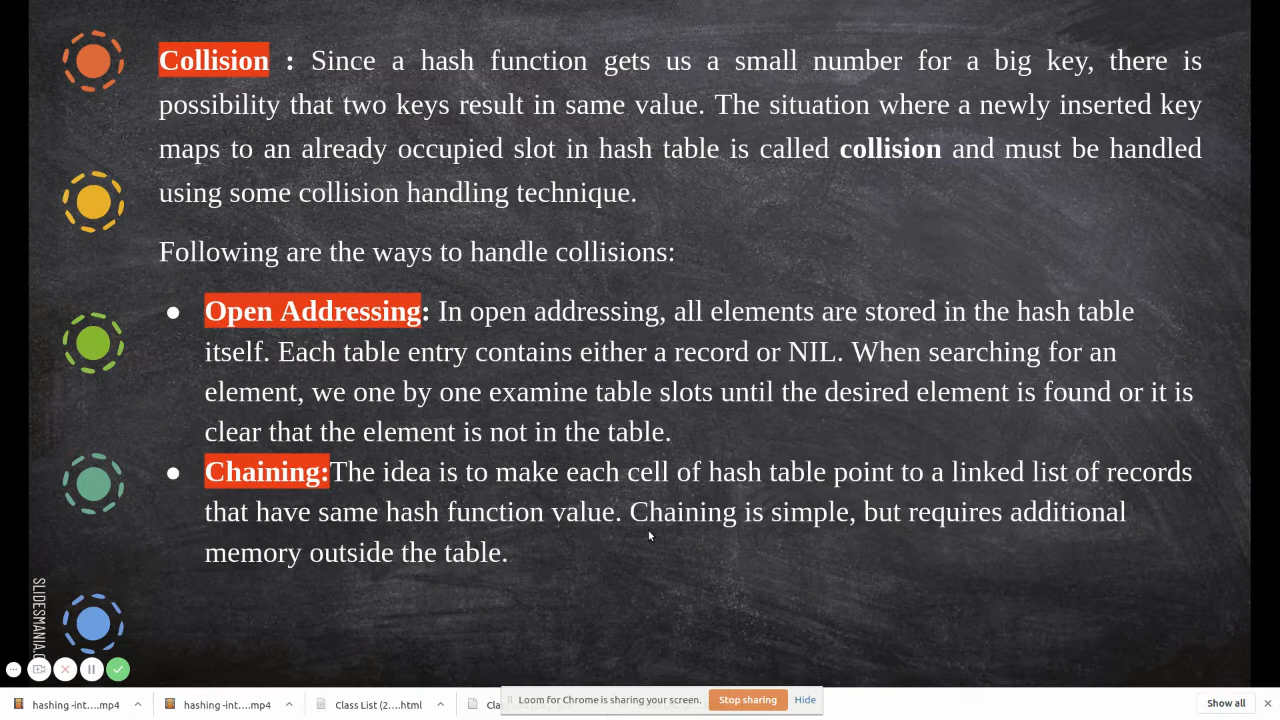 Collision : Since a hash function gets us a small number for a big key, there is
possibility that two keys result in same value. The situation where a newly inserted key
maps to an already occupied slot in hash table is called collision and must be handled
using some collision handling technique.
Following are the ways to handle collisions:
● Open Addressing: In open addressing, all elements are stored in the hash table
itself. Each table entry contains either a record or NIL. When searching for an
element, we one by one examine table slots until the desired element is found or it is
clear that the element is not in the table.
● Chaining:The idea is to make each cell of hash table point to a linked list of records
that have same hash function value. Chaining is simple, but requires additional
memory outside the table.
SLIDESMANIA.C
hashing -int....mp4
hashing -int....mp4
Class List (2....html
Cla
Loom for Chrome is sharing your screen.
Stop sharing
Hide
Show all